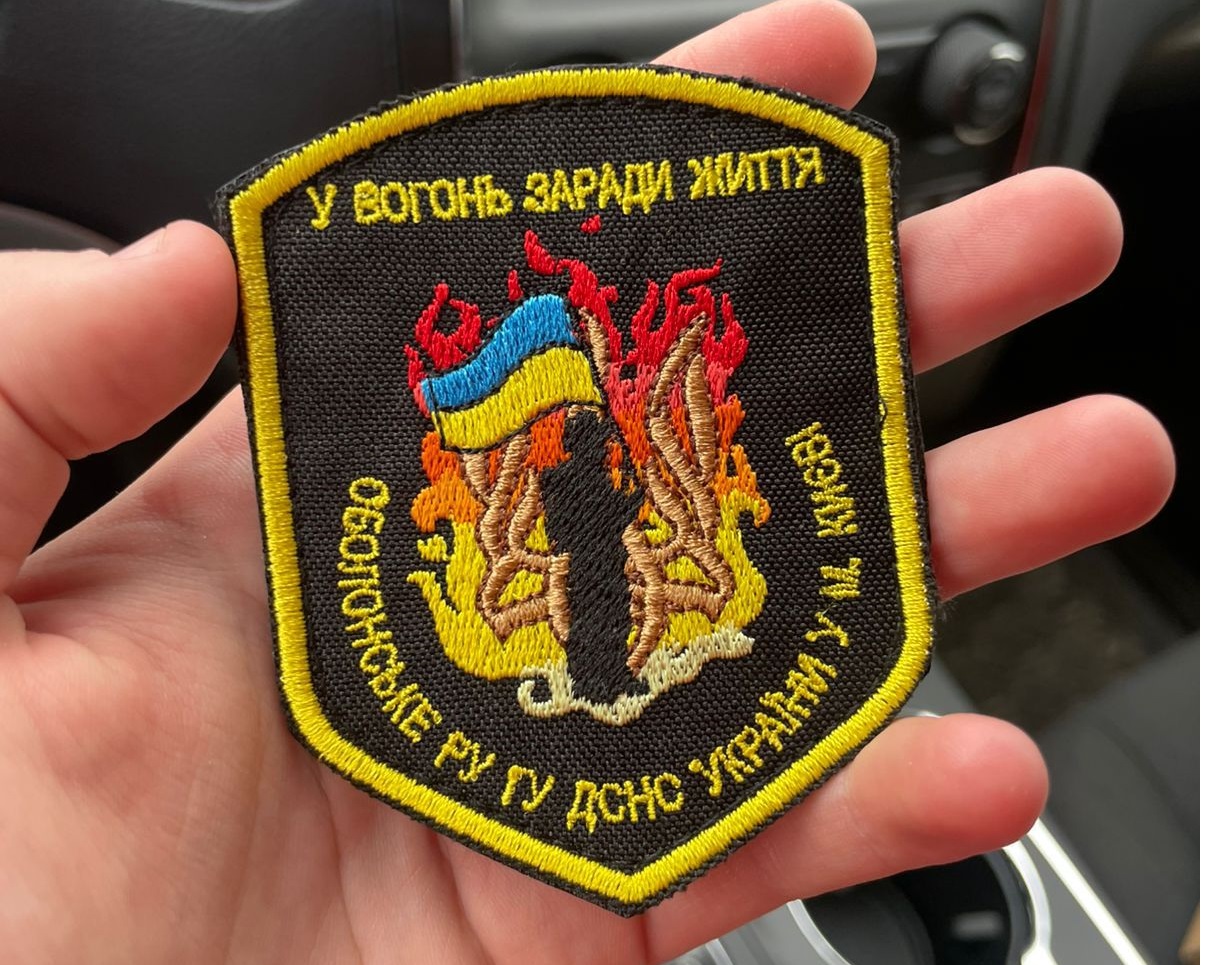 У ВОГОНЬ ЗАРАДИ ЖИТТЯ
ОБОЛОНСЬКЕ РУ ГУ ДСНС УКРАЇНИ У М. КИЄВІ